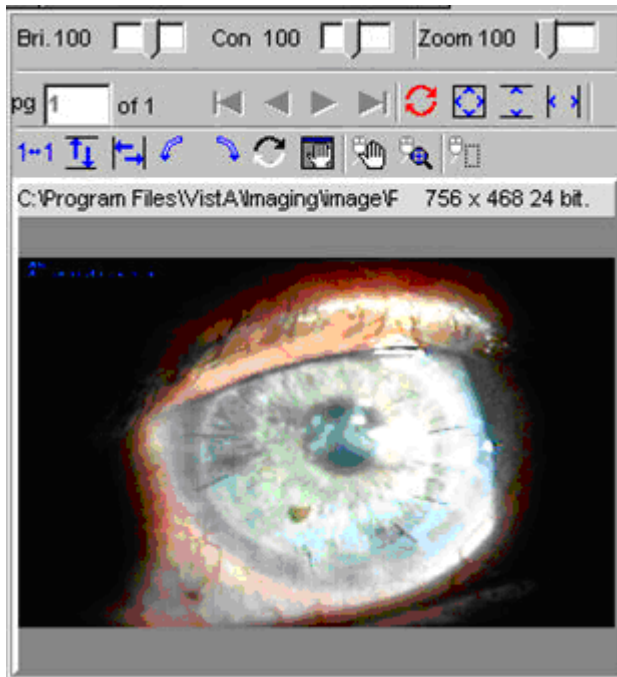 Bri. 100 Con 100 Zoom 100
pg 1 of 1
1↔1
C:\Program Files\VistA\Imaging\image\F 756 x 468 24 bit.